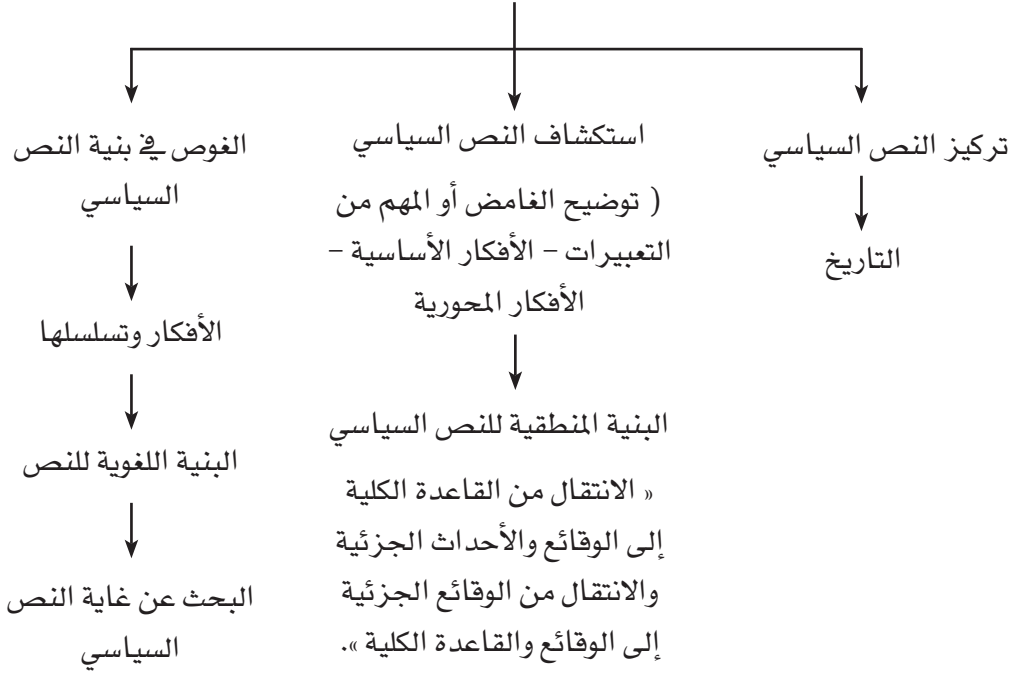 تركيز النص السياسي
التاريخ
استكشاف النص السياسي
( توضيح الغامض أو المهم من
التعبيرات – الأفكار الأساسية –
الأفكار المحورية
البنية المنطقية للنص السياسي
« الانتقال من القاعدة الكلية
إلى الوقائع والأحداث الجزئية
والانتقال من الوقائع الجزئية
إلى الوقائع والقاعدة الكلية ».
الغوص في بنية النص
السياسي
الأفكار وتسلسلها
البنية اللغوية للنص
البحث عن غاية النص
السياسي